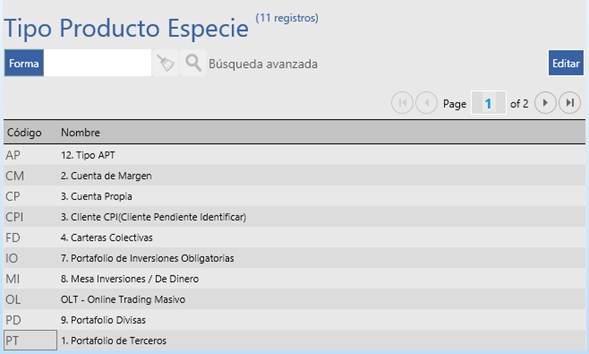 Tipo Producto Especie (11 registros)
Forma Búsqueda avanzada Editar
Page 1 of 2
Código Nombre
AP 12. Tipo APT
CM 2. Cuenta de Margen
CP 3. Cuenta Propia
CPI 3. Cliente CPI(Cliente Pendiente Identificar)
FD 4. Carteras Colectivas
IO 7. Portafolio de Inversiones Obligatorias
MI 8. Mesa Inversiones / De Dinero
OL OLT - Online Trading Masivo
PD 9. Portafolio Divisas
PT 1. Portafolio de Terceros